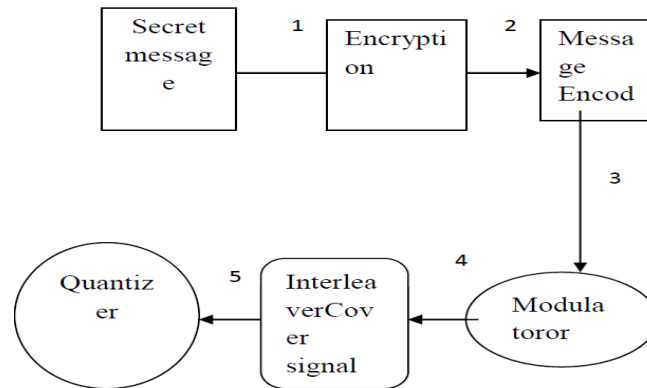 Secret
messag
e
1
Encrypti
on
2
Messa
ge
Encod
3
Modula
toror
4
Interlea
verCov
er
signal
5
Quantiz
er